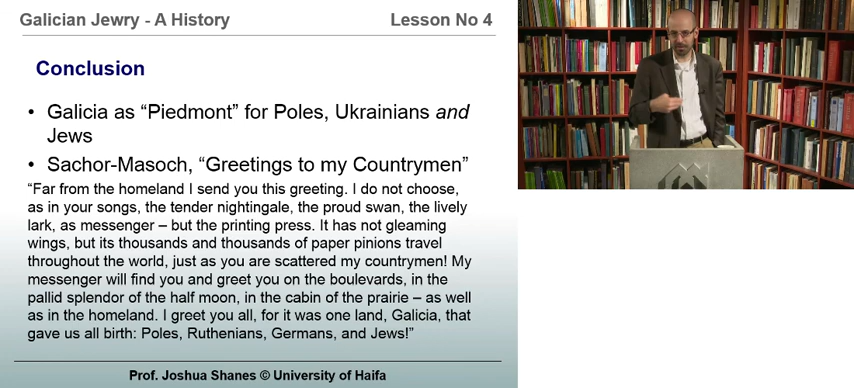 Galician Jewry - A History
Lesson No 4
Conclusion
• Galicia as “Piedmont” for Poles, Ukrainians and
Jews
• Sachor-Masoch, “Greetings to my Countrymen”
“Far from the homeland I send you this greeting. I do not choose,
as in your songs, the tender nightingale, the proud swan, the lively
lark, as messenger – but the printing press. It has not gleaming
wings, but its thousands and thousands of paper pinions travel
throughout the world, just as you are scattered my countrymen! My
messenger will find you and greet you on the boulevards, in the
pallid splendor of the half moon, in the cabin of the prairie – as well
as in the homeland. I greet you all, for it was one land, Galicia, that
gave us all birth: Poles, Ruthenians, Germans, and Jews!”
Prof. Joshua Shanes © University of Haifa